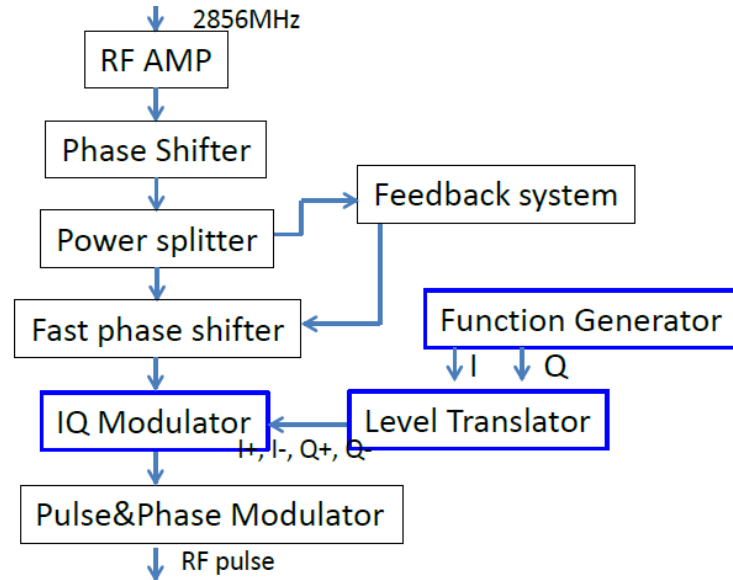 2856MHz
RF AMP
Phase Shifter
Feedback system
Power splitter
Function Generator
Fast phase shifter
I Q
IQ Modulator
Level Translator
I+, I-, Q+, Q-
Pulse&Phase Modulator
RF pulse